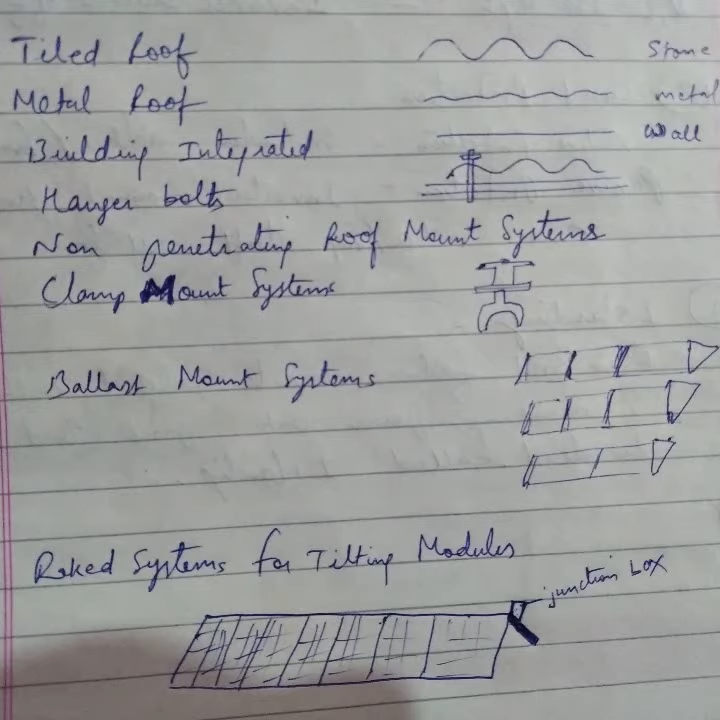 Tiled Roof Stone
Metal Roof metal
Building Integrated Wall
Hanger bolts
Non penetrating Roof Mount Systems
Clamp Mount Systems
Ballast Mount Systems
Raked Systems for Tilting Modules
junction box